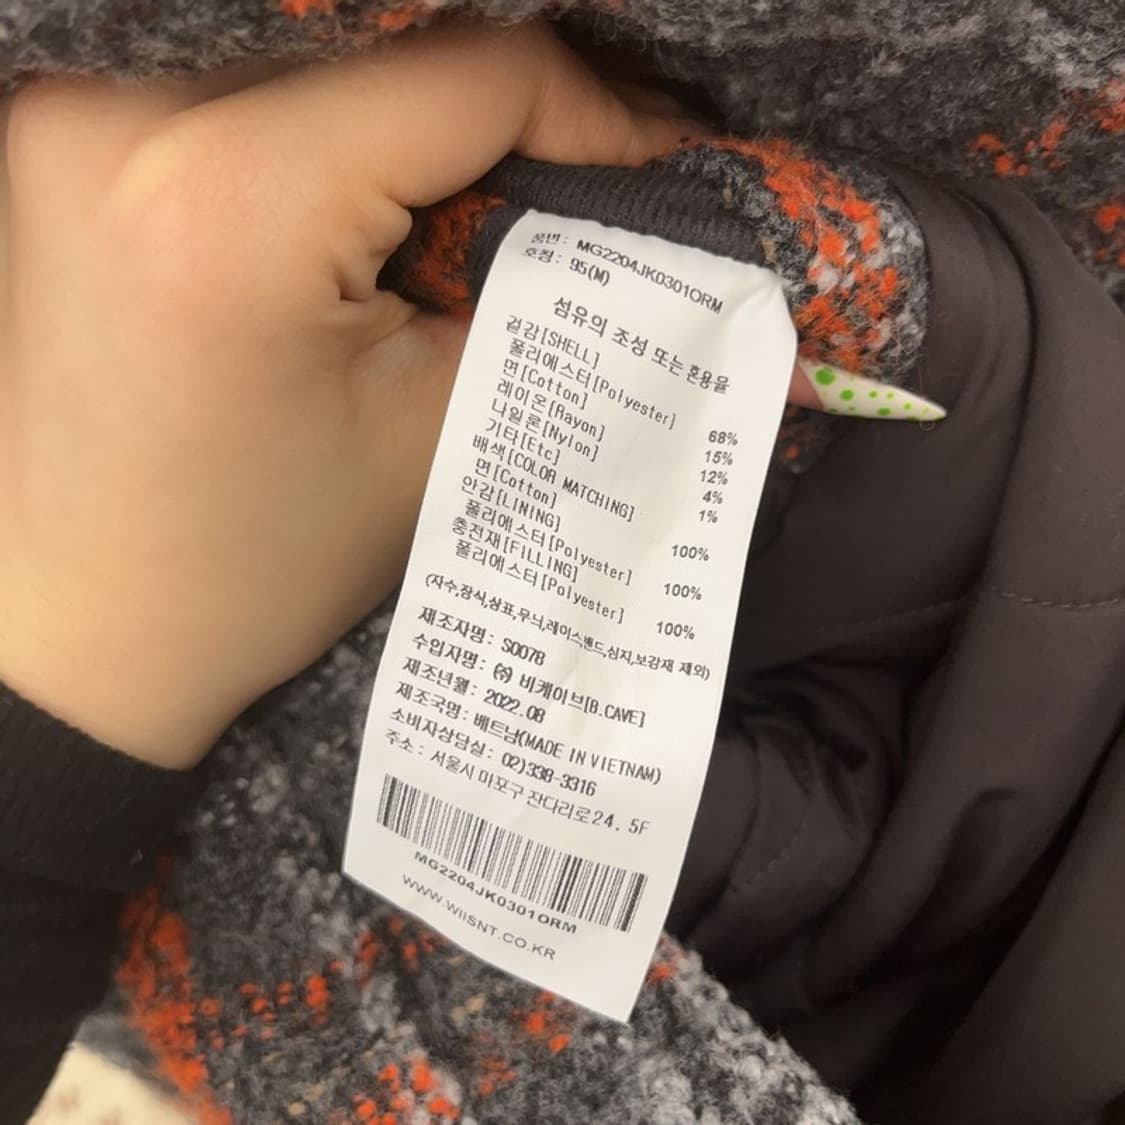 품번: MG2204JK0301ORM
호칭: 95(M)
섬유의 조성 또는 혼용율
겉감[SHELL]
폴리에스터[Polyester] 68%
면[Cotton] 15%
레이온[Rayon] 12%
나일론[Nylon] 4%
기타[Etc] 1%
배색[COLOR MATCHING]
면[Cotton] 100%
안감[LINING]
폴리에스터[Polyester] 100%
충전재[FILLING]
폴리에스터[Polyester] 100%
(자수,장식,상표,무늬,레이스,밴드,심지,보강재 제외)
제조자명: S0078
수입자명: ㈜ 비케이브[B.CAVE]
제조년월: 2022.08
제조국명: 베트남(MADE IN VIETNAM)
소비자상담실: 02)338-3316
주소: 서울시 마포구 잔다리로24, 5F
MG2204JK0301ORM
WWW.WIISNT.CO.KR